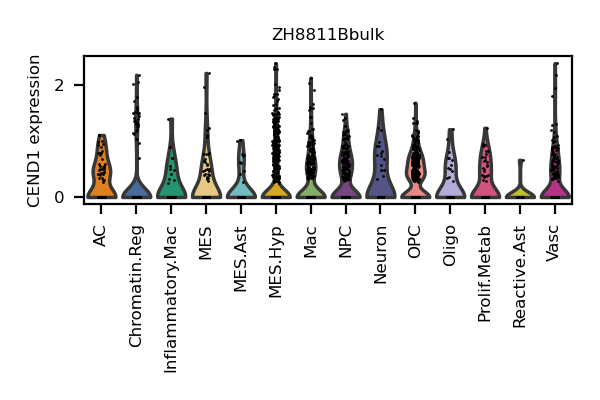 ZH8811Bbulk
CEND1 expression
2
0
AC
Chromatin.Reg
Inflammatory.Mac
MES
MES.Ast
MES.Hyp
Mac
NPC
Neuron
OPC
Oligo
Prolif.Metab
Reactive.Ast
Vasc